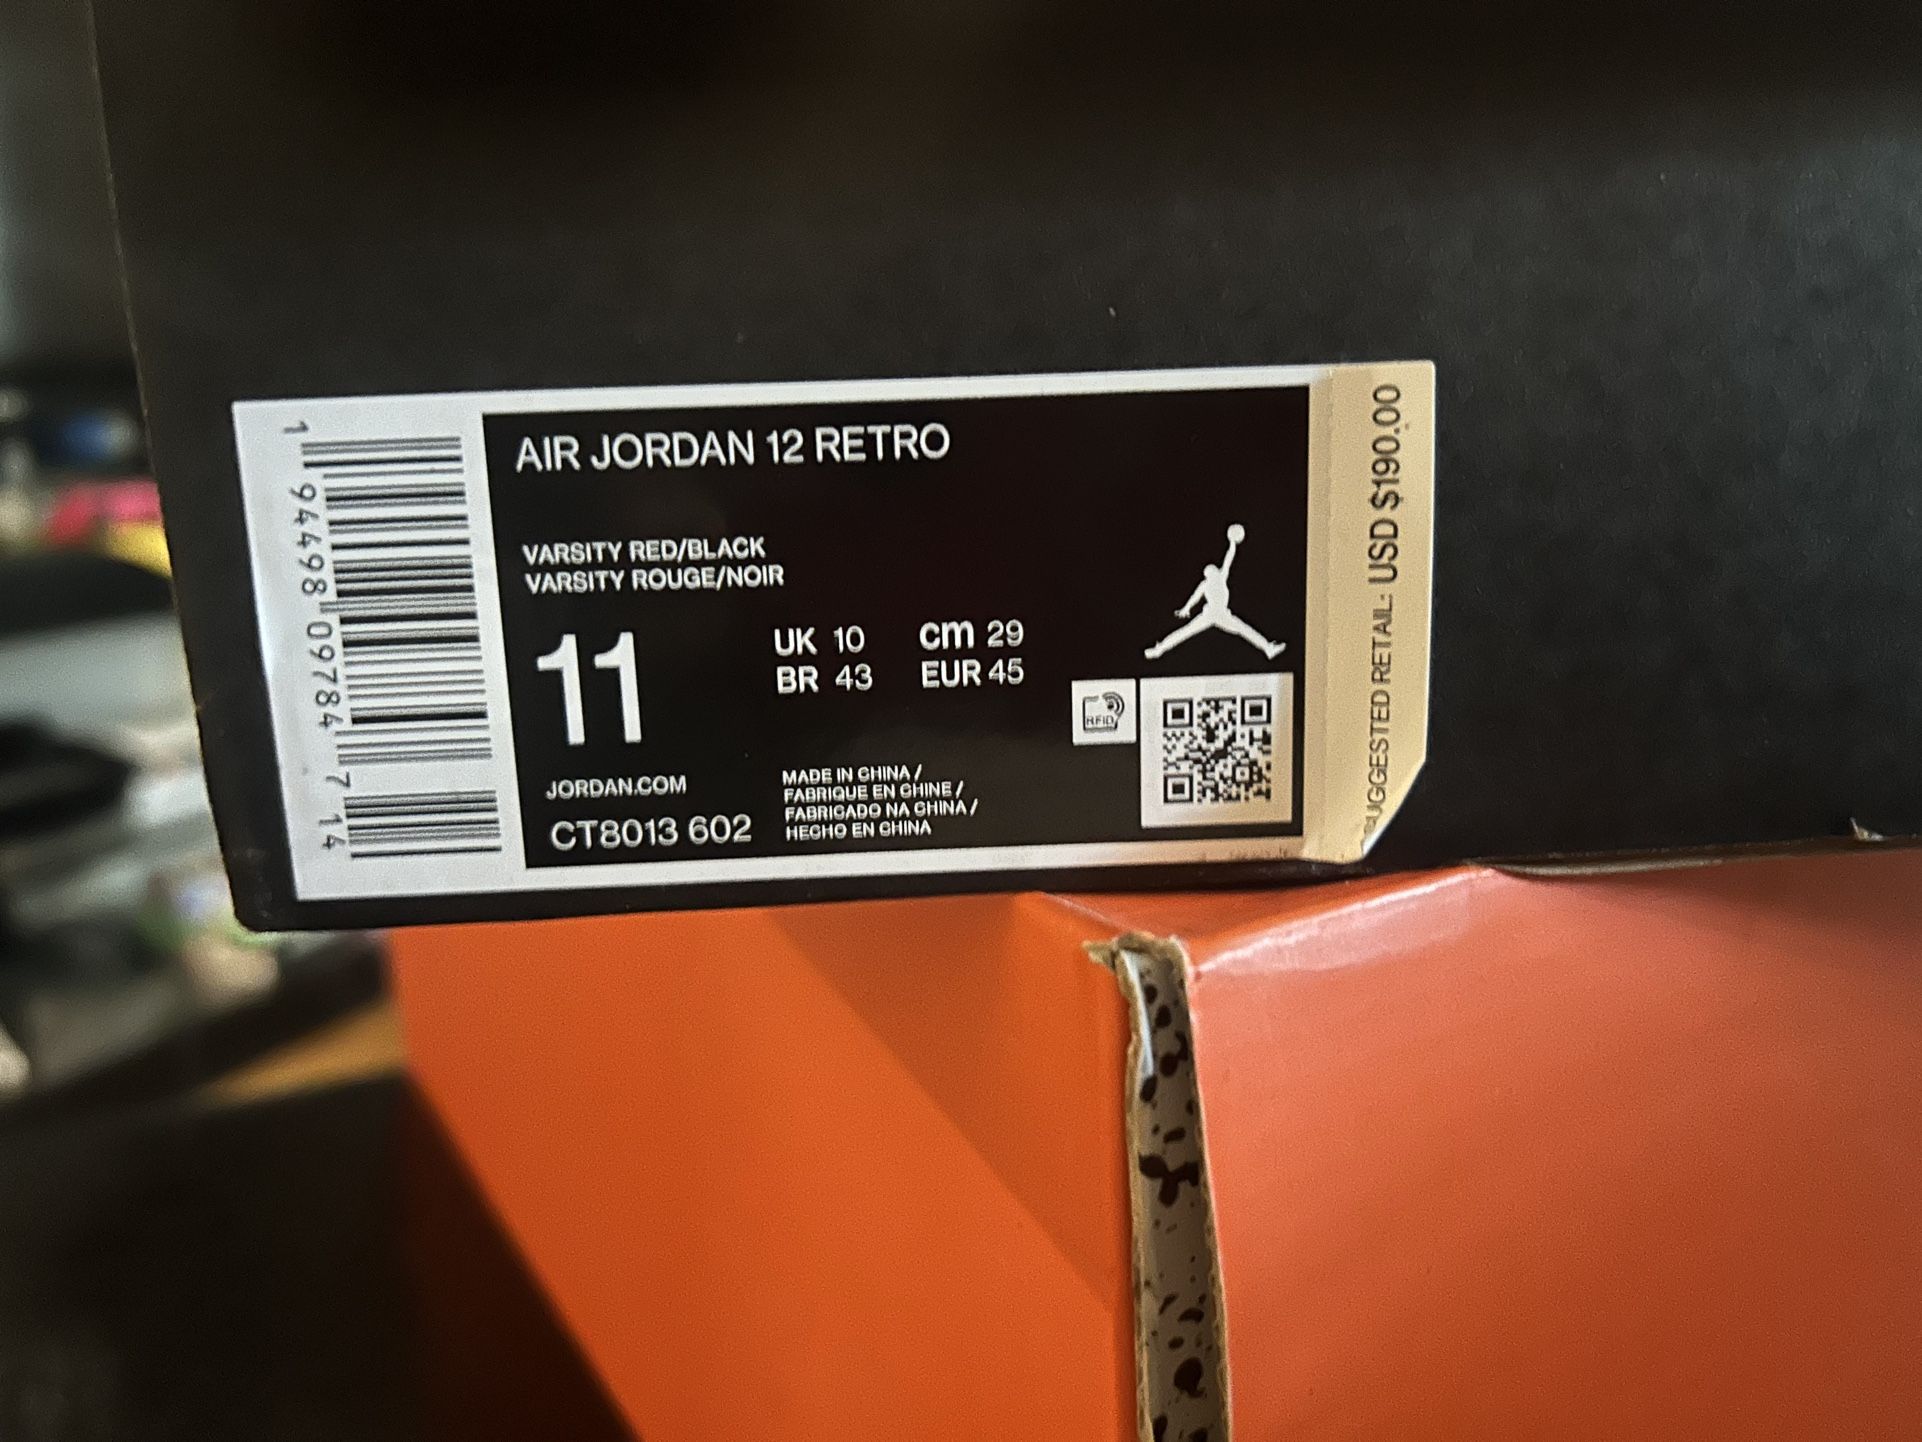 1 94498 09784 7 14
AIR JORDAN 12 RETRO
VARSITY RED/BLACK
VARSITY ROUGE/NOIR
11
UK 10 cm 29
BR 43 EUR 45
RFID
JORDAN.COM
CT8013 602
MADE IN CHINA /
FABRIQUE EN CHINE /
FABRICADO NA CHINA /
HECHO EN CHINA
SUGGESTED RETAIL: USD $190.00